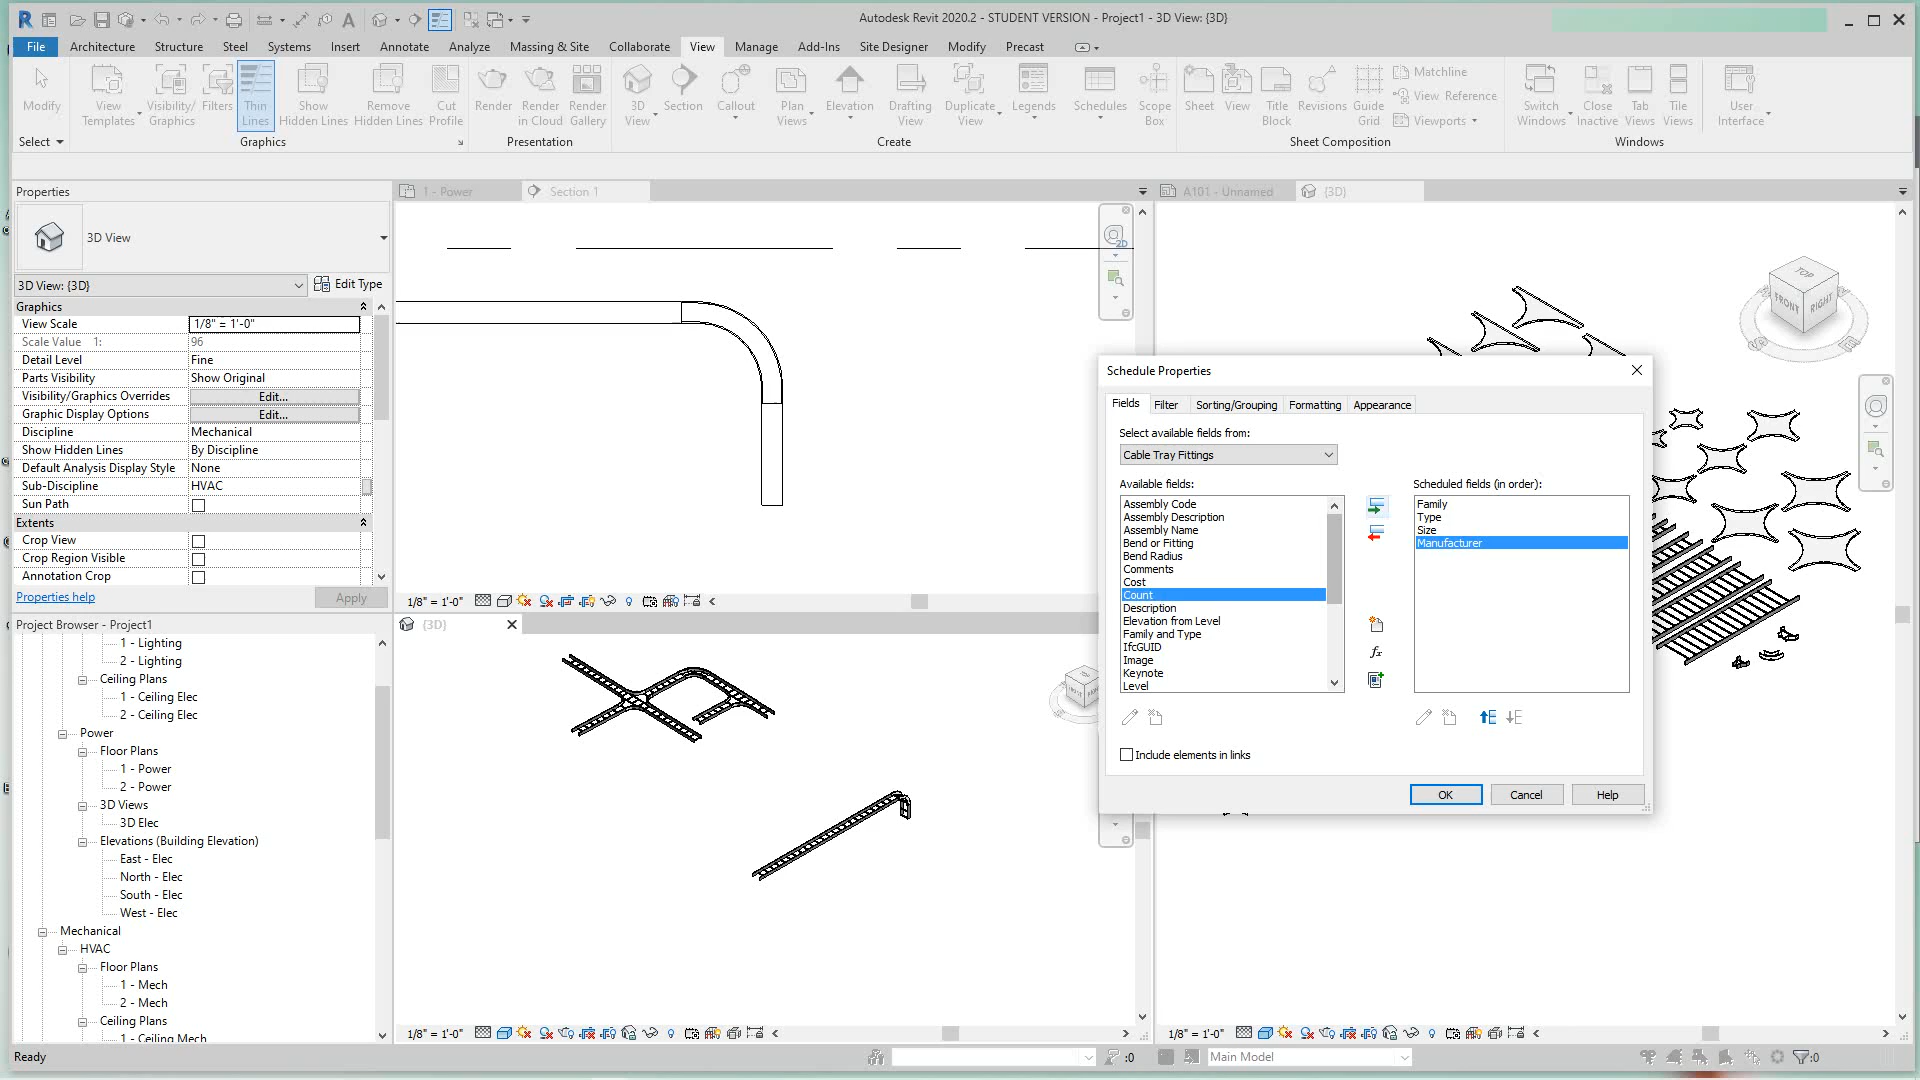 Autodesk Revit 2020.2 - STUDENT VERSION - Project1 - 3D View: {3D}
File Architecture Structure Steel Systems Insert Annotate Analyze Massing & Site Collaborate View Manage Add-Ins Site Designer Modify Precast
Modify
View Templates
Visibility/ Graphics
Filters
Thin Lines
Show Hidden Lines
Remove Hidden Lines
Cut Profile
Render
Render in Cloud
Render Gallery
3D View
Section
Callout
Plan Views
Elevation
Drafting View
Duplicate View
Legends
Schedules
Scope Box
Sheet
View
Title Block
Revisions
Guide Grid
Matchline
View Reference
Viewports
Switch Windows
Close Inactive
Tab Views
Tile Views
User Interface
Select Graphics Presentation Create Sheet Composition Windows
Properties
3D View
3D View: {3D} Edit Type
Graphics
View Scale 1/8" = 1'-0"
Scale Value 1: 96
Detail Level Fine
Parts Visibility Show Original
Visibility/Graphics Overrides Edit...
Graphic Display Options Edit...
Discipline Mechanical
Show Hidden Lines By Discipline
Default Analysis Display Style None
Sub-Discipline HVAC
Sun Path
Extents
Crop View
Crop Region Visible
Annotation Crop
Properties help Apply
Project Browser - Project1
1 - Lighting
2 - Lighting
Ceiling Plans
1 - Ceiling Elec
2 - Ceiling Elec
Power
Floor Plans
1 - Power
2 - Power
3D Views
3D Elec
Elevations (Building Elevation)
East - Elec
North - Elec
South - Elec
West - Elec
Mechanical
HVAC
Floor Plans
1 - Mech
2 - Mech
Ceiling Plans
1 - Ceiling Mech
1 - Power Section 1
2D
1/8" = 1'-0"
{3D}
1/8" = 1'-0"
A101 - Unnamed {3D}
TOP
FRONT RIGHT
Schedule Properties
Fields Filter Sorting/Grouping Formatting Appearance
Select available fields from:
Cable Tray Fittings
Available fields:
Assembly Code
Assembly Description
Assembly Name
Bend or Fitting
Bend Radius
Comments
Cost
Count
Description
Elevation from Level
Family and Type
IfcGUID
Image
Keynote
Level
Scheduled fields (in order):
Family
Type
Size
Manufacturer
Include elements in links
OK Cancel Help
1/8" = 1'-0"
Ready :0 Main Model :0